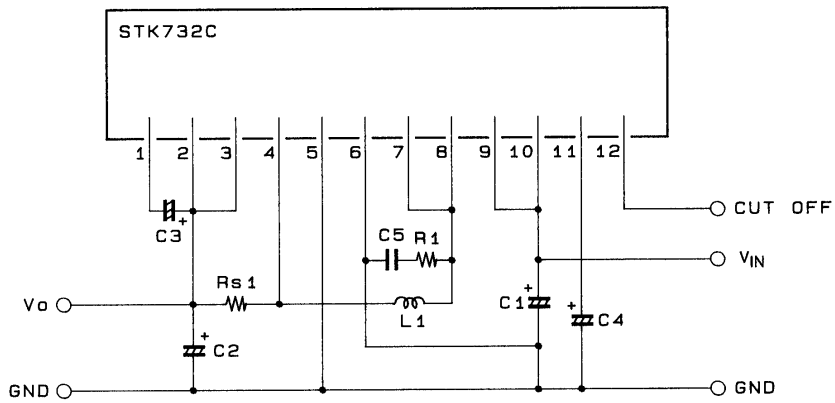 STK732C
1 2 3 4 5 6 7 8 9 10 11 12
C3 +
CUT OFF
C5 R1
VIN
Rs1
Vo
L1
+ C1
+ C4
+ C2
GND
GND